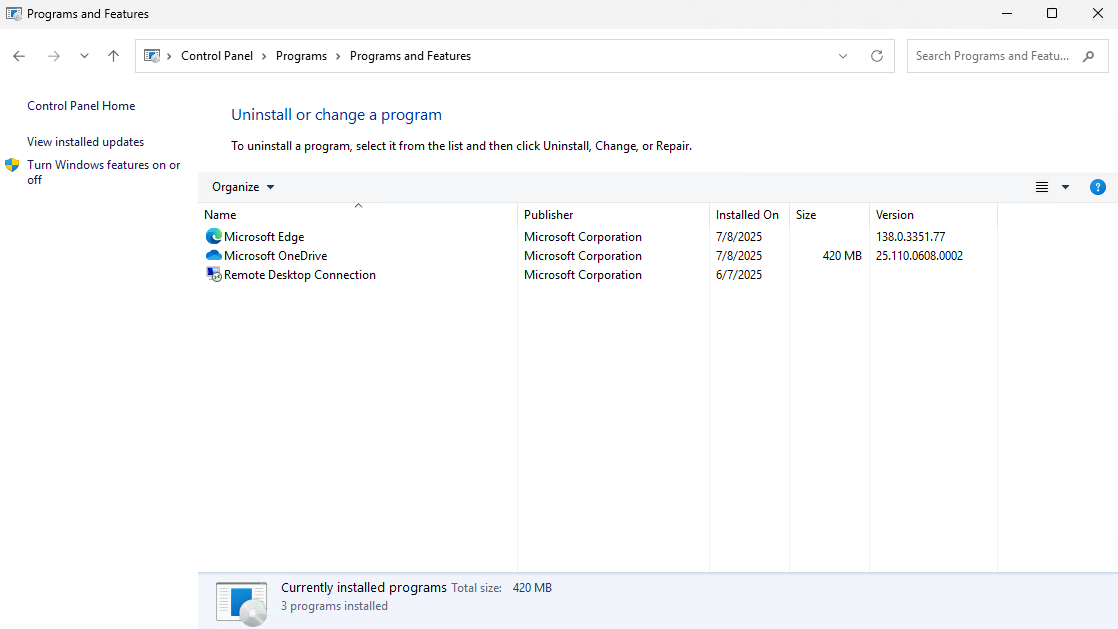 Programs and Features
Control Panel › Programs › Programs and Features
Search Programs and Featu...
Control Panel Home
View installed updates
Turn Windows features on or
off
Uninstall or change a program
To uninstall a program, select it from the list and then click Uninstall, Change, or Repair.
Organize
?
Name Publisher Installed On Size Version
Microsoft Edge Microsoft Corporation 7/8/2025 138.0.3351.77
Microsoft OneDrive Microsoft Corporation 7/8/2025 420 MB 25.110.0608.0002
Remote Desktop Connection Microsoft Corporation 6/7/2025
Currently installed programs Total size: 420 MB
3 programs installed